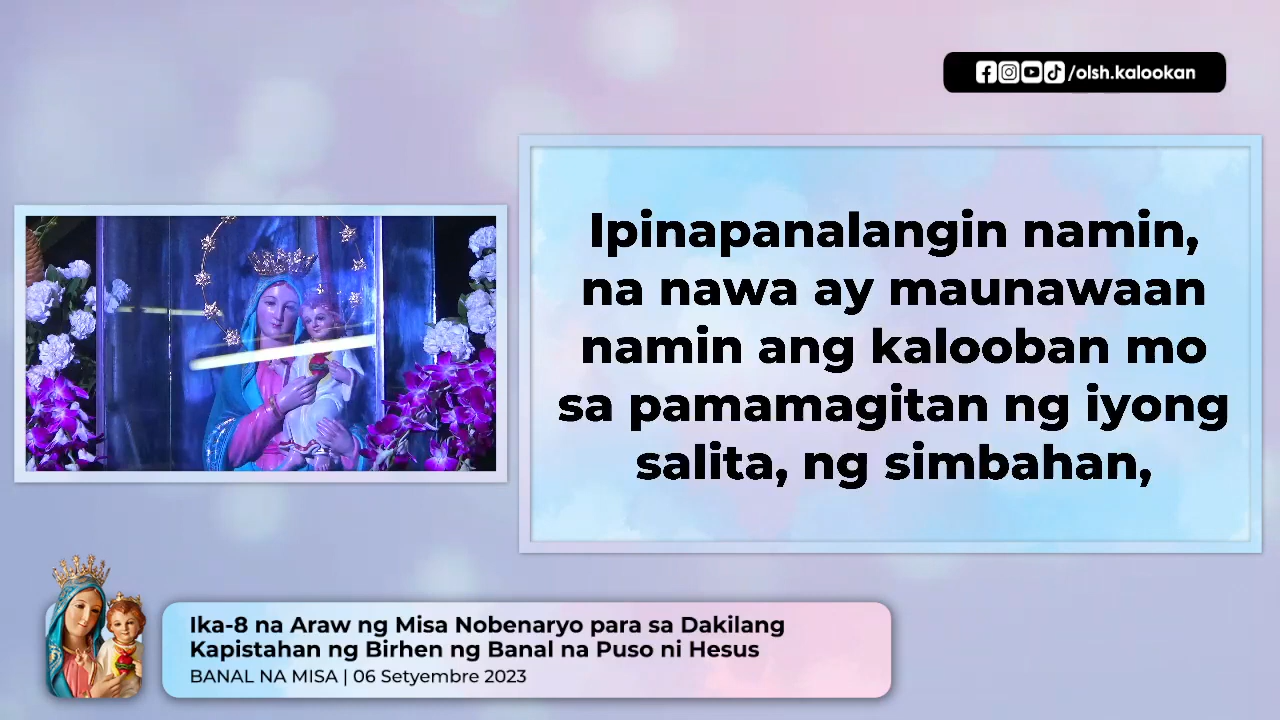 /olsh.kalookan
Ipinapanalangin namin,
na nawa ay maunawaan
namin ang kalooban mo
sa pamamagitan ng iyong
salita, ng simbahan,
Ika-8 na Araw ng Misa Nobenaryo para sa Dakilang
Kapistahan ng Birhen ng Banal na Puso ni Hesus
BANAL NA MISA | 06 Setyembre 2023